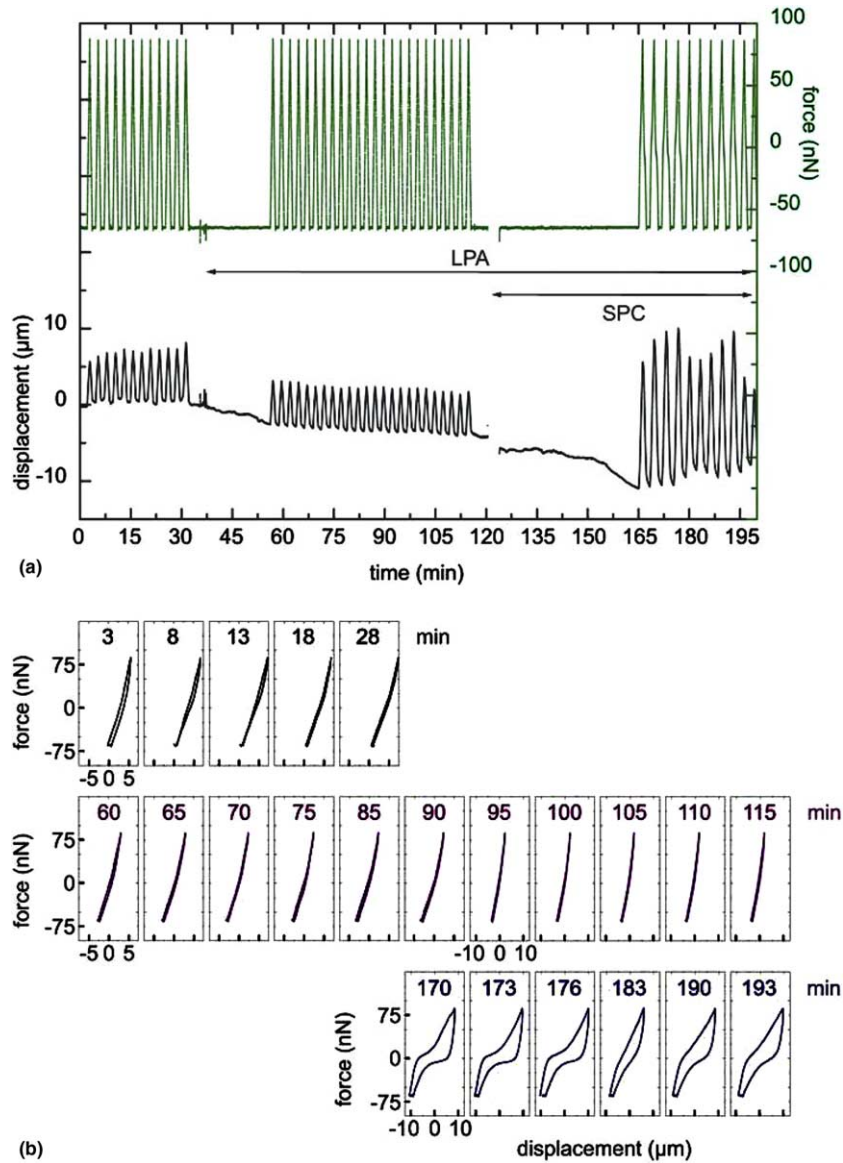 100
50
0
-50
-100
force (nN)
LPA
SPC
10
0
-10
displacement (µm)
0 15 30 45 60 75 90 105 120 135 150 165 180 195
time (min)
(a)
3 8 13 18 28 min
75
0
-75
force (nN)
-5 0 5
60 65 70 75 85 90 95 100 105 110 115 min
75
0
-75
force (nN)
-5 0 5 -10 0 10
170 173 176 183 190 193 min
75
0
-75
force (nN)
-10 0 10 displacement (µm)
(b)